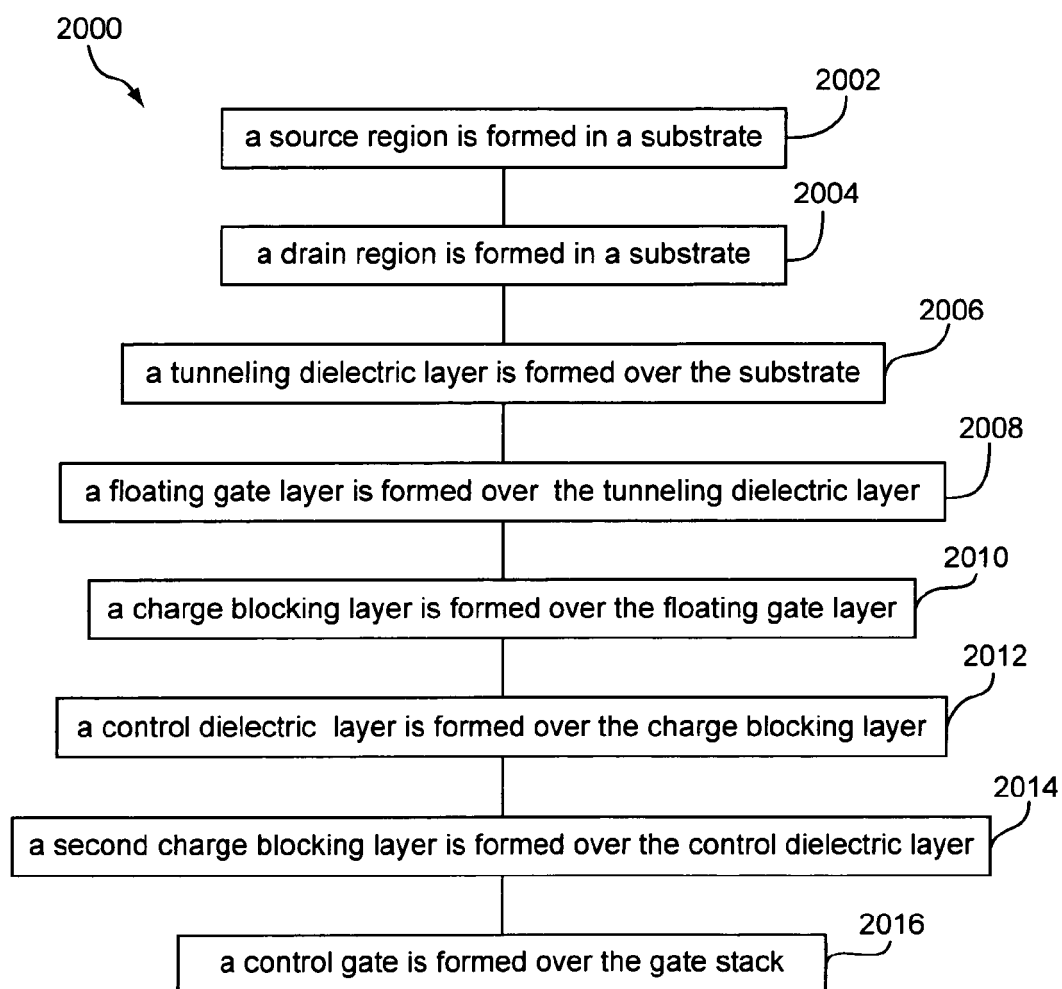 2000
2002
a source region is formed in a substrate
2004
a drain region is formed in a substrate
2006
a tunneling dielectric layer is formed over the substrate
2008
a floating gate layer is formed over the tunneling dielectric layer
2010
a charge blocking layer is formed over the floating gate layer
2012
a control dielectric layer is formed over the charge blocking layer
2014
a second charge blocking layer is formed over the control dielectric layer
2016
a control gate is formed over the gate stack